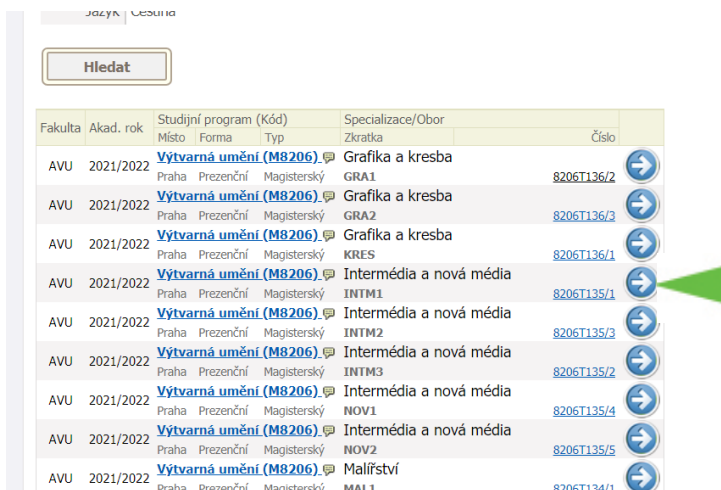 Jazyk Čeština
Hledat
Fakulta Akad. rok Studijní program (Kód) Specializace/Obor
Místo Forma Typ Zkratka Číslo
AVU 2021/2022 Výtvarná umění (M8206) Grafika a kresba
Praha Prezenční Magisterský GRA1 8206T136/2
AVU 2021/2022 Výtvarná umění (M8206) Grafika a kresba
Praha Prezenční Magisterský GRA2 8206T136/3
AVU 2021/2022 Výtvarná umění (M8206) Grafika a kresba
Praha Prezenční Magisterský KRES 8206T136/1
AVU 2021/2022 Výtvarná umění (M8206) Intermédia a nová média
Praha Prezenční Magisterský INTM1 8206T135/1
AVU 2021/2022 Výtvarná umění (M8206) Intermédia a nová média
Praha Prezenční Magisterský INTM2 8206T135/3
AVU 2021/2022 Výtvarná umění (M8206) Intermédia a nová média
Praha Prezenční Magisterský INTM3 8206T135/2
AVU 2021/2022 Výtvarná umění (M8206) Intermédia a nová média
Praha Prezenční Magisterský NOV1 8206T135/4
AVU 2021/2022 Výtvarná umění (M8206) Intermédia a nová média
Praha Prezenční Magisterský NOV2 8206T135/5
AVU 2021/2022 Výtvarná umění (M8206) Malířství
Praha Prezenční Magisterský MAL1 8206T134/1